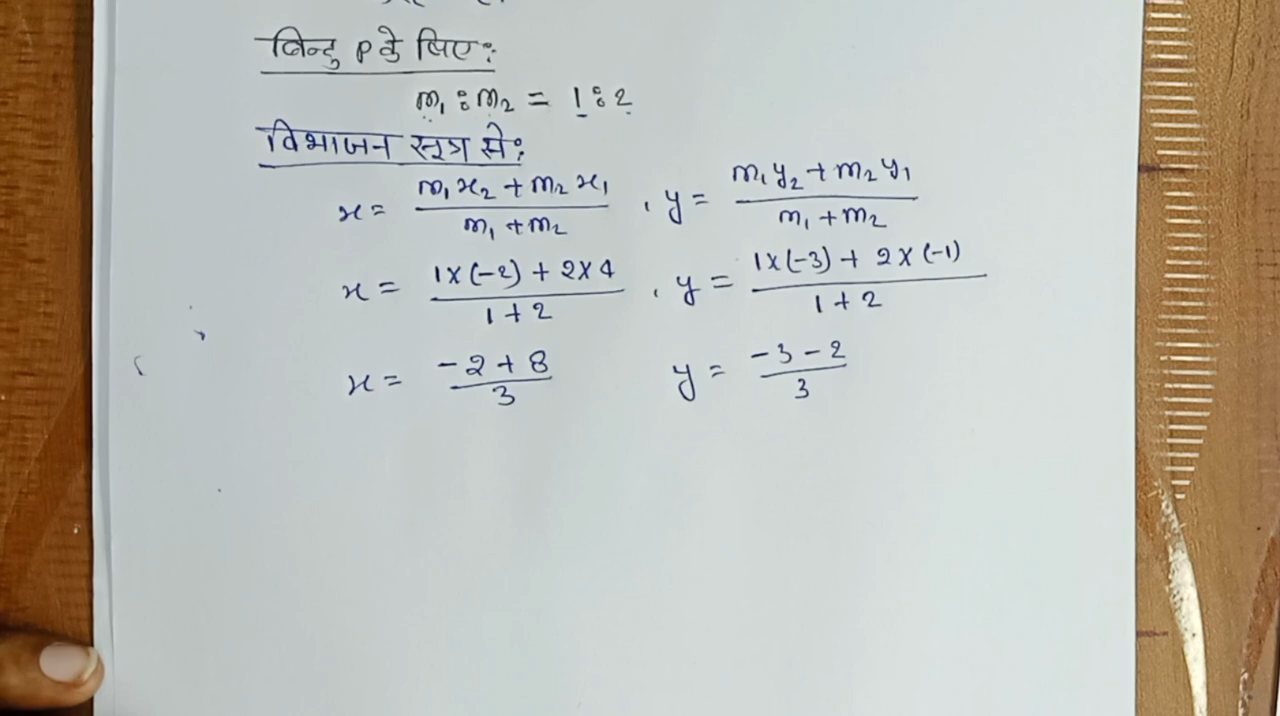 बिन्दु P के लिए:
m₁ : m₂ = 1 : 2
विभाजन सूत्र से:
x = (m₁x₂ + m₂x₁)/(m₁ + m₂) , y = (m₁y₂ + m₂y₁)/(m₁ + m₂)
x = (1×(-2) + 2×4)/(1 + 2) , y = (1×(-3) + 2×(-1))/(1 + 2)
x = (-2 + 8)/3 y = (-3 - 2)/3